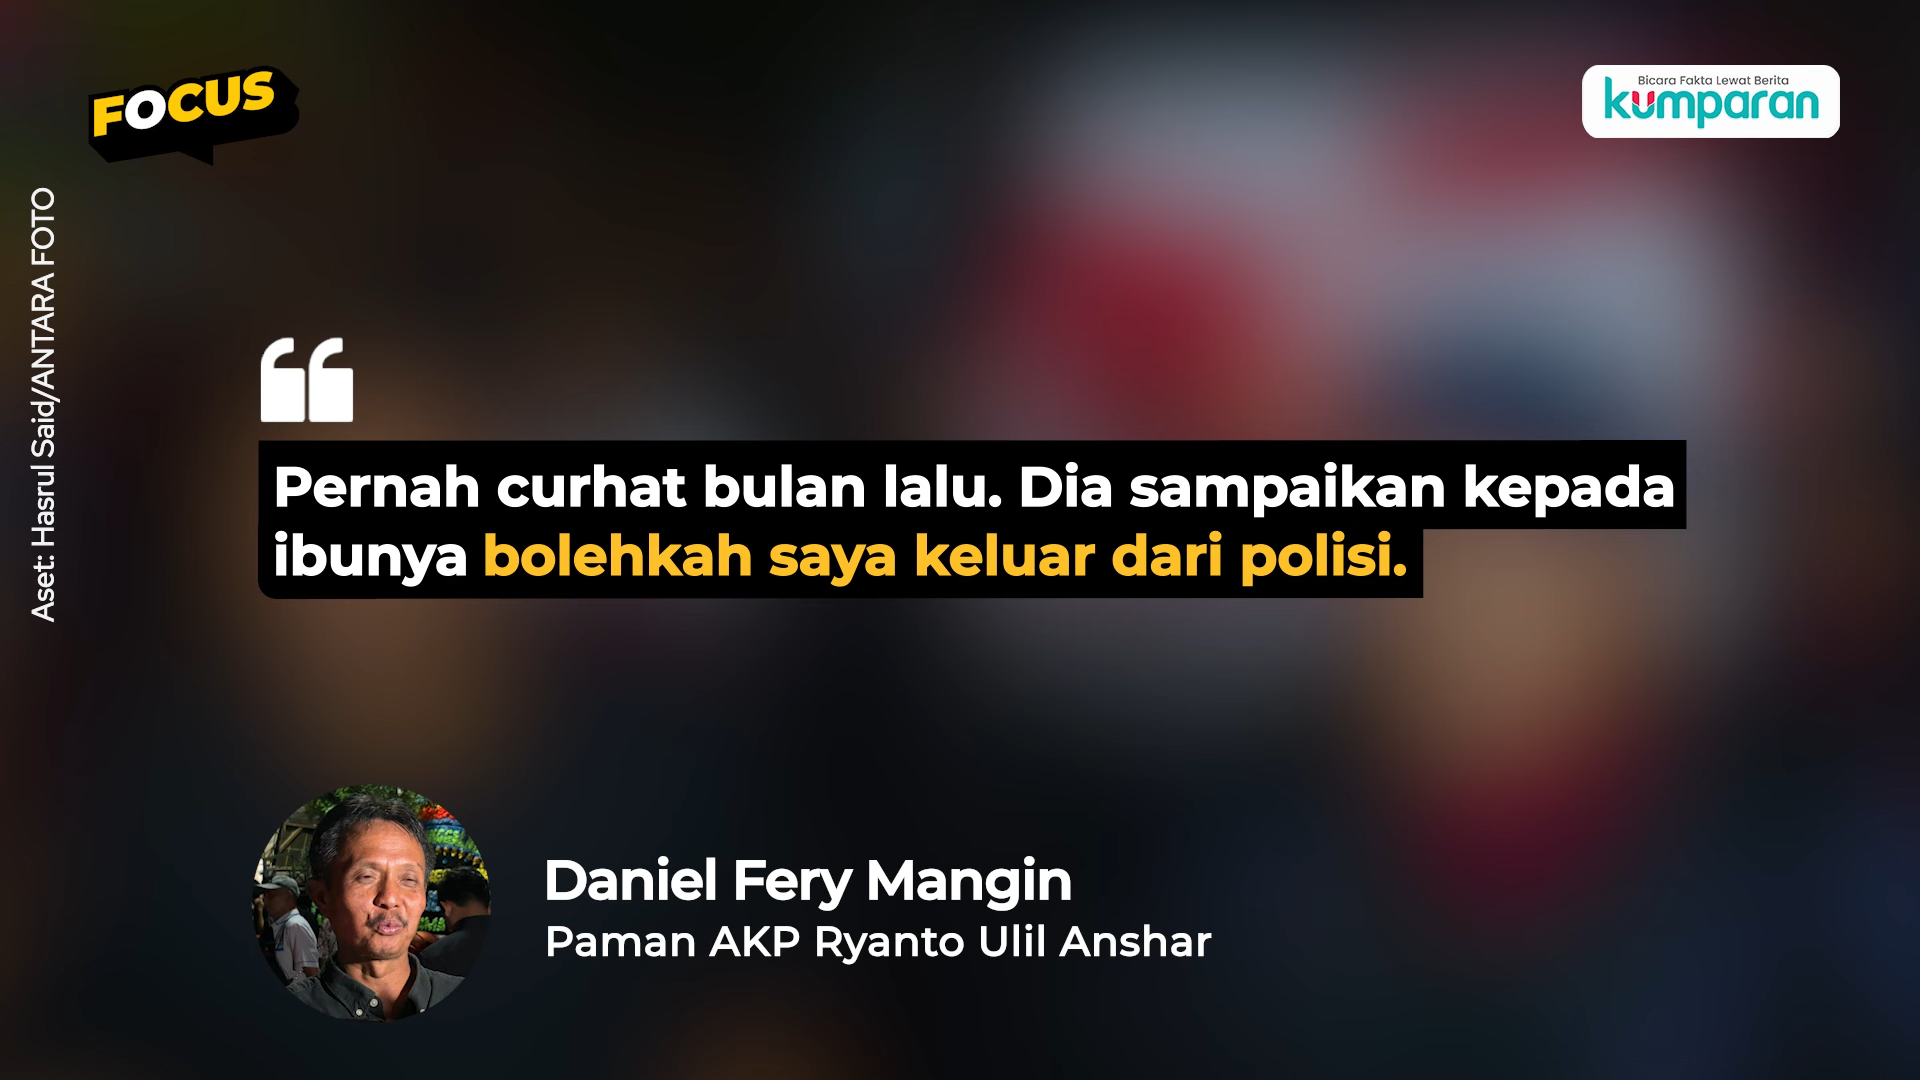 FOCUS
Bicara Fakta Lewat Berita
kumparan
Aset: Hasrul Said/ANTARA FOTO
Pernah curhat bulan lalu. Dia sampaikan kepada
ibunya bolehkah saya keluar dari polisi.
Daniel Fery Mangin
Paman AKP Ryanto Ulil Anshar